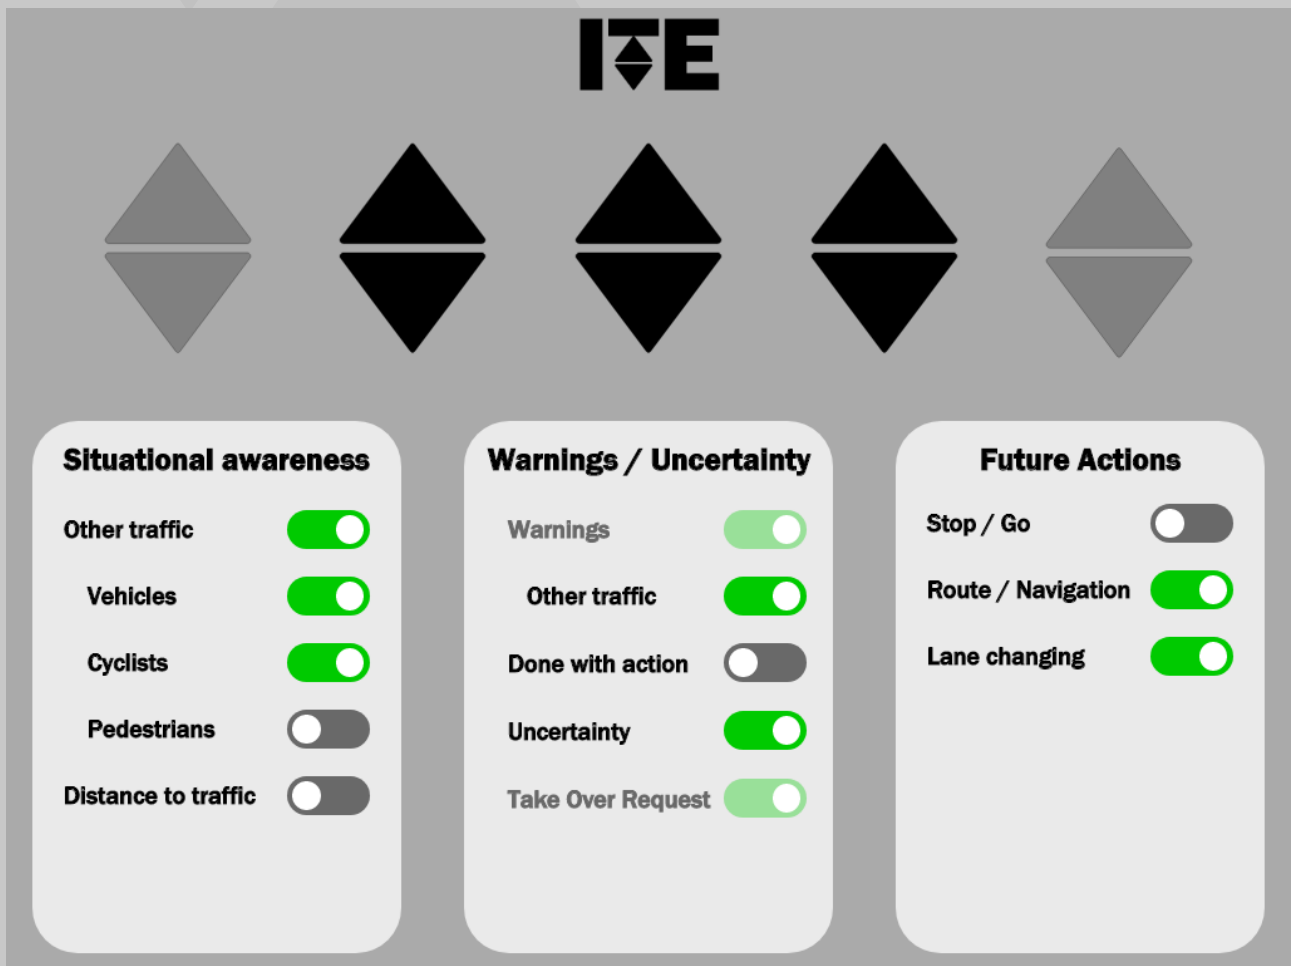 ITE
Situational awareness
Other traffic
Vehicles
Cyclists
Pedestrians
Distance to traffic
Warnings / Uncertainty
Warnings
Other traffic
Done with action
Uncertainty
Take Over Request
Future Actions
Stop / Go
Route / Navigation
Lane changing